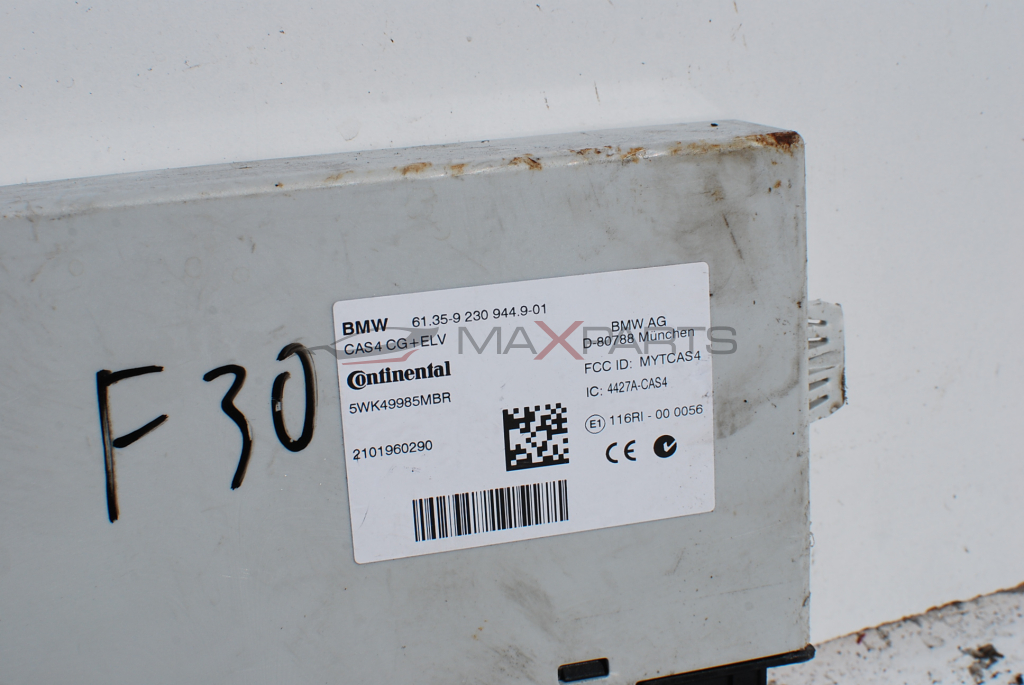 F30
BMW 61.35-9 230 944.9-01
CAS4 CG+ELV
Continental
5WK49985MBR
2101960290
BMW AG
D-80788 Munchen
FCC ID: MYTCAS4
IC: 4427A-CAS4
E1 116RI - 00 0056
CE
MAXPARTS